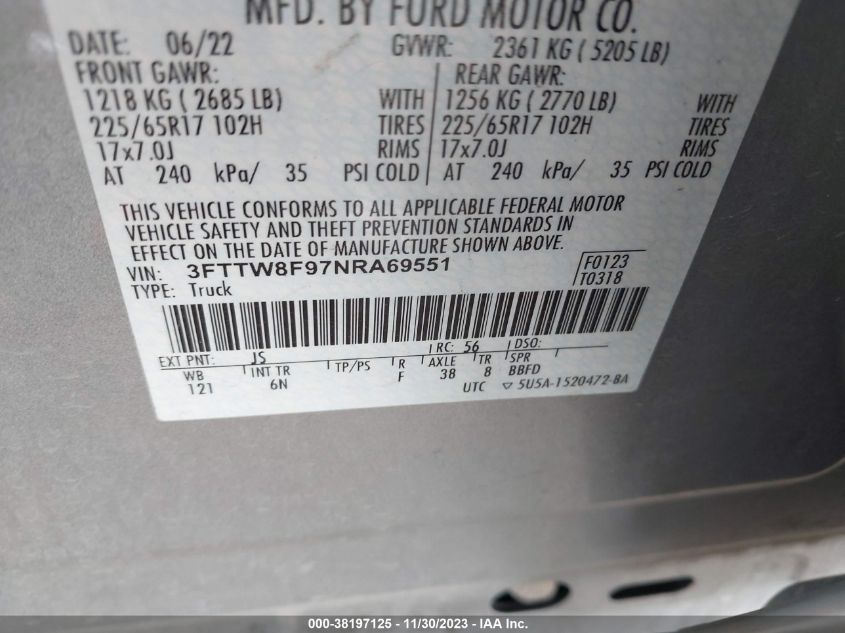 MFD. BY FORD MOTOR CO.
DATE: 06/22 GVWR: 2361 KG ( 5205 LB)
FRONT GAWR: REAR GAWR:
1218 KG ( 2685 LB) WITH 1256 KG ( 2770 LB) WITH
225/65R17 102H TIRES 225/65R17 102H TIRES
17x7.0J RIMS 17x7.0J RIMS
AT 240 kPa/ 35 PSI COLD AT 240 kPa/ 35 PSI COLD
THIS VEHICLE CONFORMS TO ALL APPLICABLE FEDERAL MOTOR
VEHICLE SAFETY AND THEFT PREVENTION STANDARDS IN
EFFECT ON THE DATE OF MANUFACTURE SHOWN ABOVE.
VIN: 3FTTW8F97NRA69551 F0123
TYPE: Truck T0318
EXT PNT: JS RC: 56 DSO:
WB INT TR TP/PS R AXLE TR SPR
121 6N F 38 8 BBFD
UTC ▽ 5U5A-1520472-BA
000-38197125 - 11/30/2023 - IAA Inc.